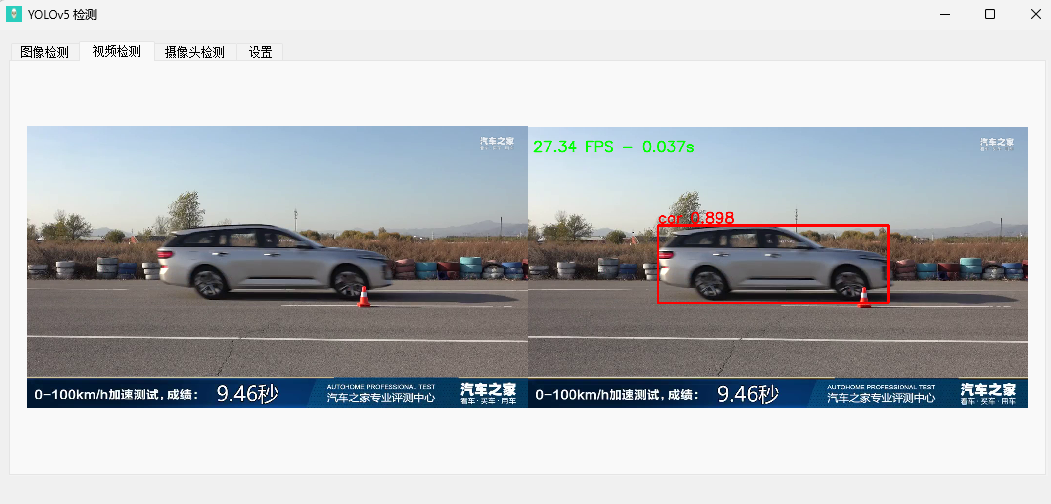 YOLOv5 检测
图像检测 视频检测 摄像头检测 设置
汽车之家
27.34 FPS - 0.037s
汽车之家
car 0.898
0-100km/h加速测试,成绩: 9.46秒
AUTOHOME PROFESSIONAL TEST
汽车之家专业评测中心
汽车之家
看车·买车·用车
0-100km/h加速测试,成绩: 9.46秒
AUTOHOME PROFESSIONAL TEST
汽车之家专业评测中心
汽车之家
看车·买车·用车